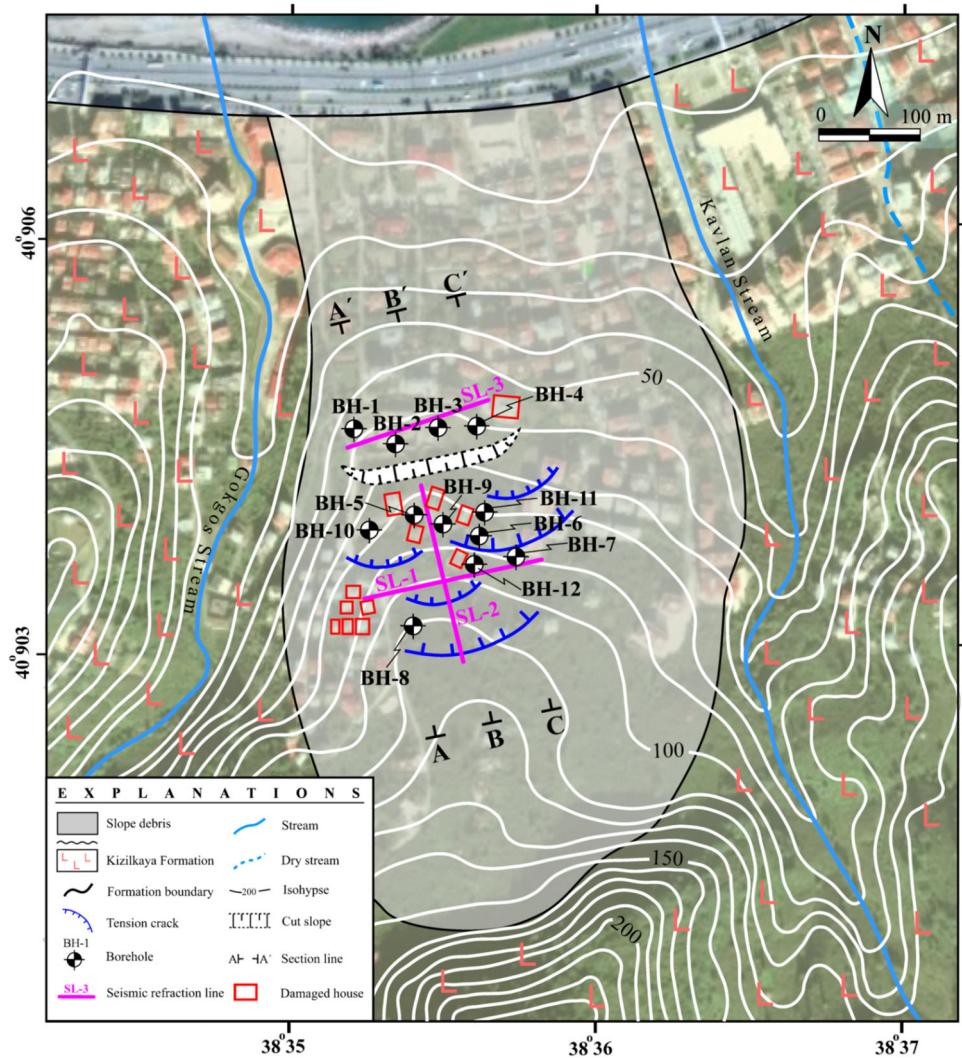 N
0 100 m
40°906
40°903
Kavlan Stream
Gokgos Stream
A´ B´ C´
50
SL-3
BH-1
BH-2
BH-3
BH-4
BH-5
BH-9
BH-11
BH-10
BH-6
BH-7
SL-1
BH-12
SL-2
BH-8
A B C
100
150
200
EXPLANATIONS
Slope debris
Stream
Kizilkaya Formation
Dry stream
Formation boundary
200 Isohypse
Tension crack
Cut slope
BH-1
Borehole
A A´ Section line
SL-3 Seismic refraction line
Damaged house
38°35 38°36 38°37